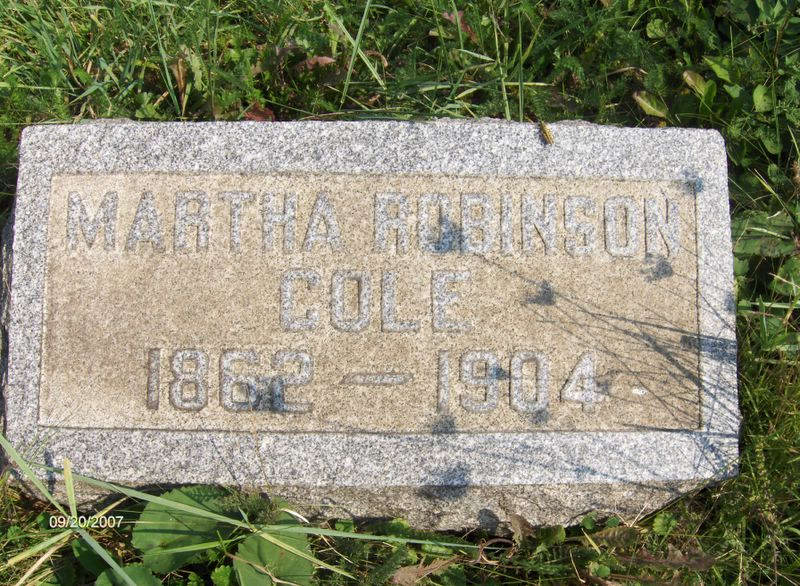 MARTHA ROBINSON
COLE
1862 — 1904
09/20/2007